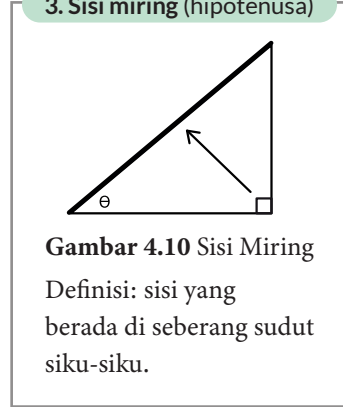 3. Sisi miring (hipotenusa)
θ
Gambar 4.10 Sisi Miring
Definisi: sisi yang
berada di seberang sudut
siku-siku.